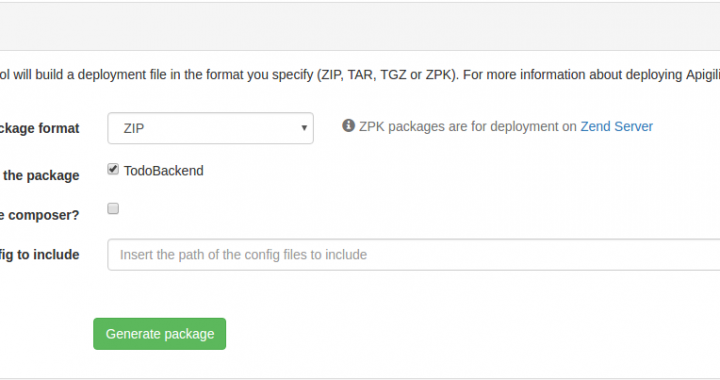 ol will build a deployment file in the format you specify (ZIP, TAR, TGZ or ZPK). For more information about deploying Apigili
ckage format ZIP ZPK packages are for deployment on Zend Server
the package TodoBackend
e composer?
fig to include Insert the path of the config files to include
Generate package